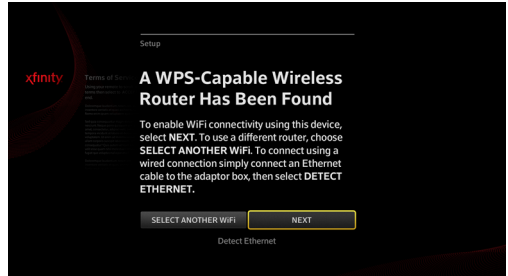 Setup
xfinity
Terms of Serv
A WPS-Capable Wireless
Router Has Been Found
To enable WiFi connectivity using this device,
select NEXT. To use a different router, choose
SELECT ANOTHER WiFi. To connect using a
wired connection simply connect an Ethernet
cable to the adaptor box, then select DETECT
ETHERNET.
SELECT ANOTHER WiFi
NEXT
Detect Ethernet